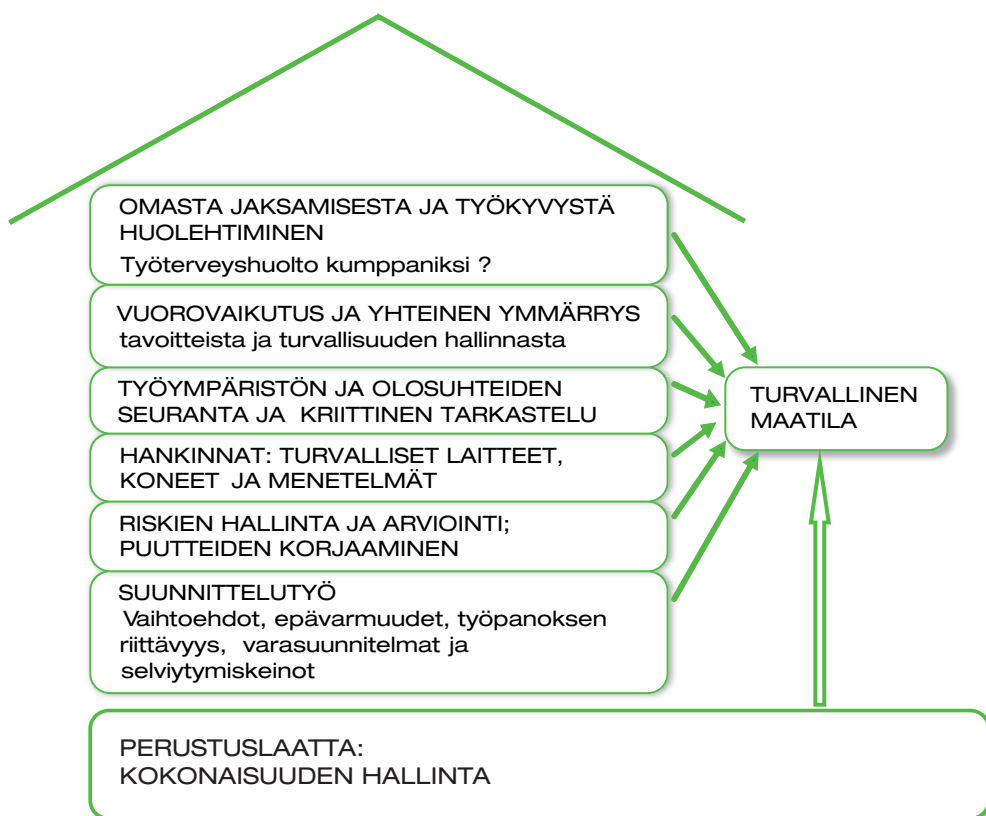 OMASTA JAKSAMISESTA JA TYÖKYVYSTÄ
HUOLEHTIMINEN
Työterveyshuolto kumppaniksi ?
VUOROVAIKUTUS JA YHTEINEN YMMÄRRYS
tavoitteista ja turvallisuuden hallinnasta
TYÖYMPÄRISTÖN JA OLOSUHTEIDEN
SEURANTA JA KRIITTINEN TARKASTELU
HANKINNAT: TURVALLISET LAITTEET,
KONEET JA MENETELMÄT
RISKIEN HALLINTA JA ARVIOINTI;
PUUTTEIDEN KORJAAMINEN
SUUNNITTELUTYÖ
Vaihtoehdot, epävarmuudet, työpanoksen
riittävyys, varasuunnitelmat ja
selviytymiskeinot
TURVALLINEN
MAATILA
PERUSTUSLAATTA:
KOKONAISUUDEN HALLINTA